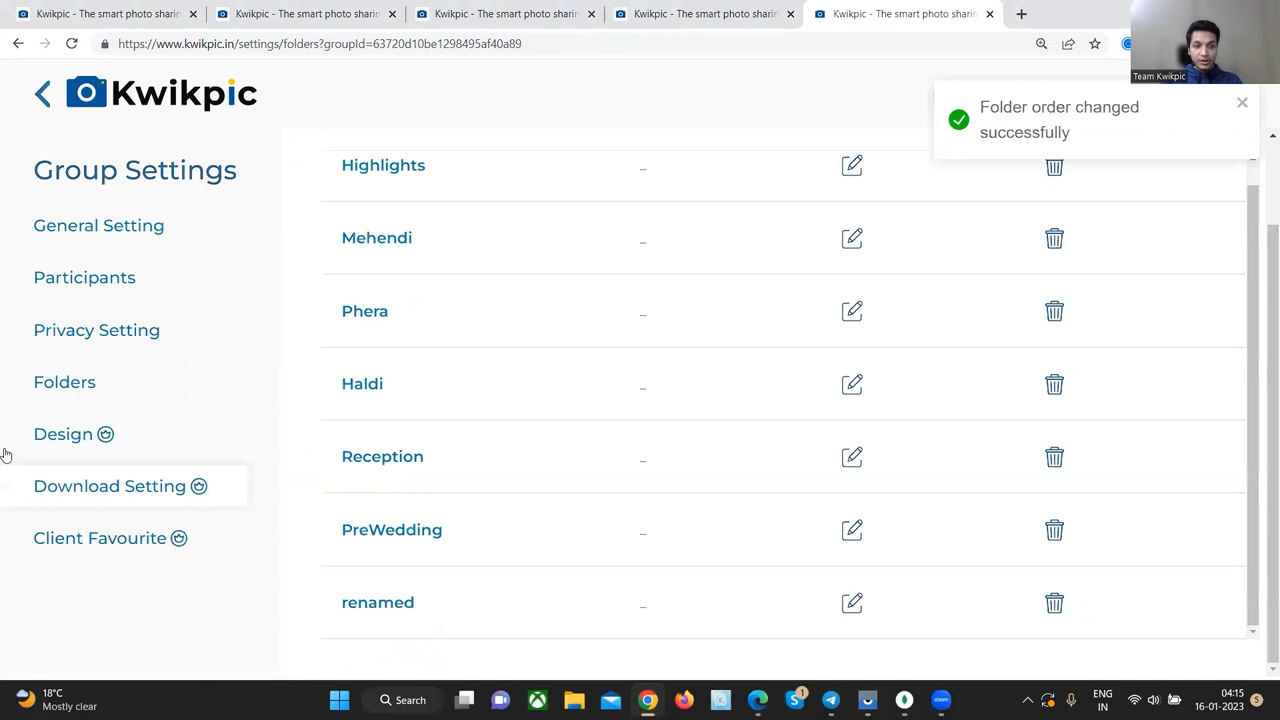 Kwikpic - The smart photo sharin
Kwikpic - The smart photo sharin
Kwikpic - The smart photo sharin
Kwikpic - The smart photo sharin
Kwikpic - The smart photo sharin
https://www.kwikpic.in/settings/folders?groupId=63720d10be1298495af40a89
Team Kwikpic
Kwikpic
Folder order changed
successfully
Group Settings
General Setting
Participants
Privacy Setting
Folders
Design
Download Setting
Client Favourite
Highlights _
Mehendi _
Phera _
Haldi _
Reception _
PreWedding _
renamed _
18°C
Mostly clear
Search
1
ENG
IN
04:15
16-01-2023
5